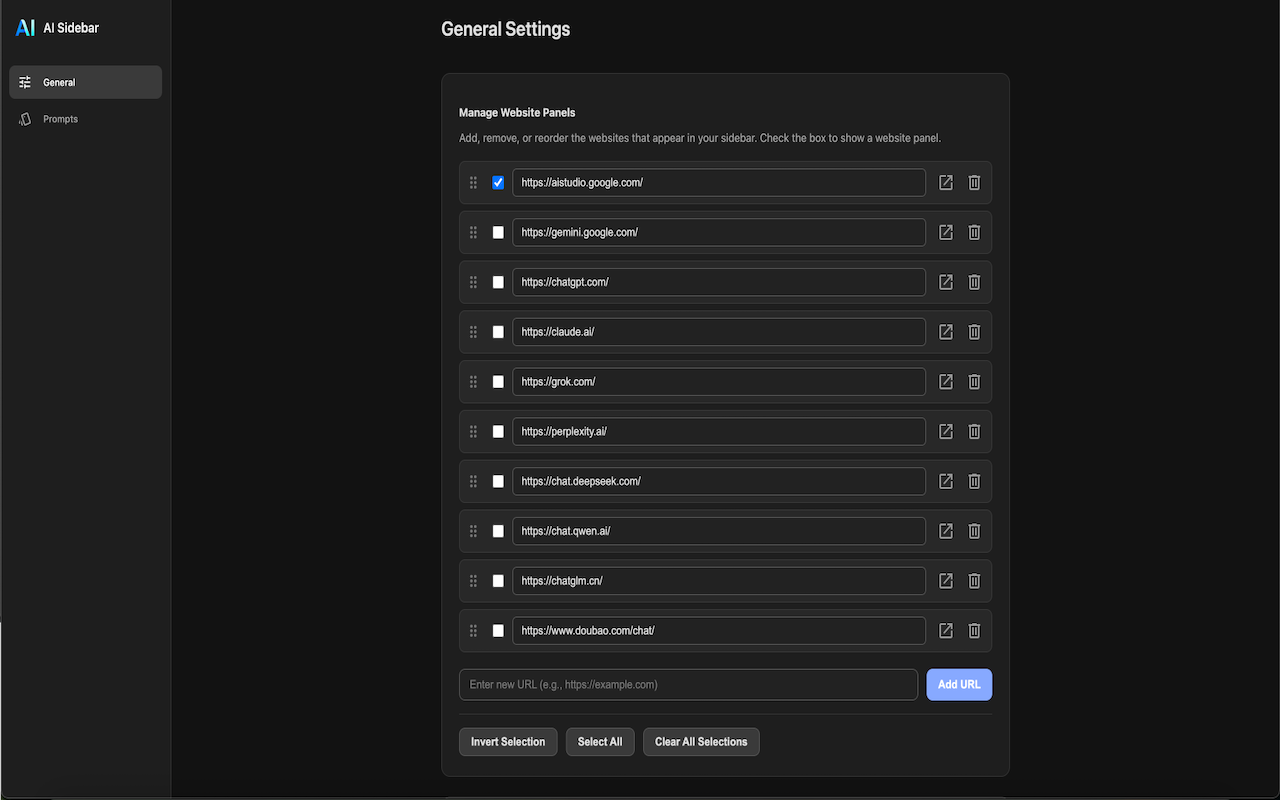 AI AI Sidebar
General
Prompts
General Settings
Manage Website Panels
Add, remove, or reorder the websites that appear in your sidebar. Check the box to show a website panel.
https://aistudio.google.com/
https://gemini.google.com/
https://chatgpt.com/
https://claude.ai/
https://grok.com/
https://perplexity.ai/
https://chat.deepseek.com/
https://chat.qwen.ai/
https://chatglm.cn/
https://www.doubao.com/chat/
Enter new URL (e.g., https://example.com)
Add URL
Invert Selection
Select All
Clear All Selections